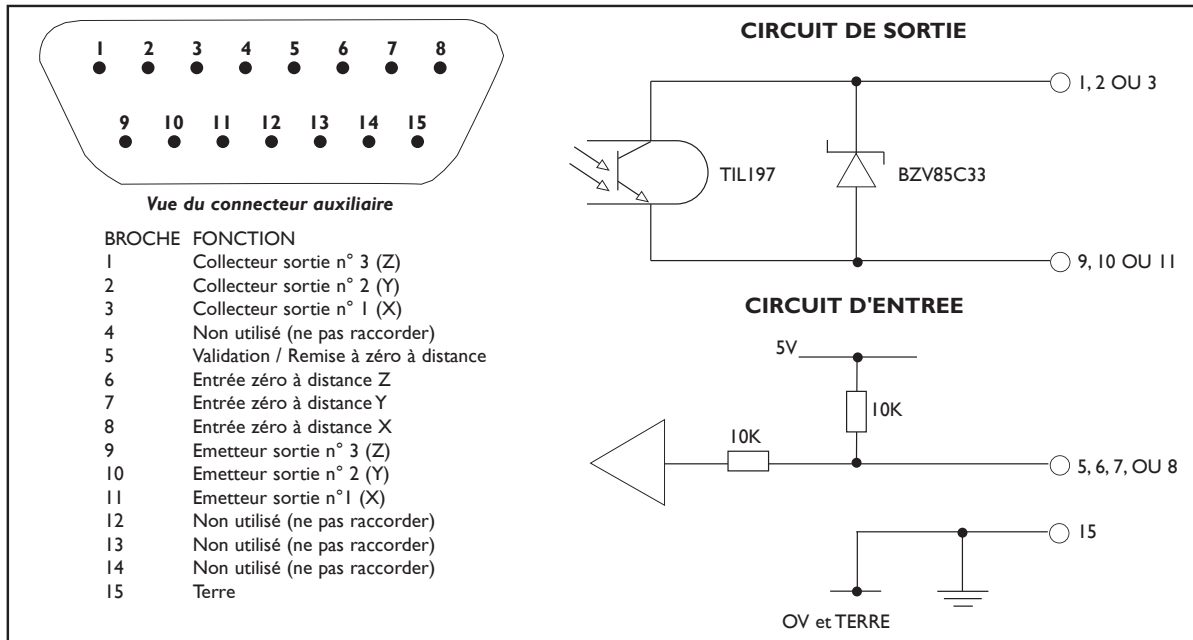 1 2 3 4 5 6 7 8
9 10 11 12 13 14 15
Vue du connecteur auxiliaire
BROCHE FONCTION
1 Collecteur sortie n° 3 (Z)
2 Collecteur sortie n° 2 (Y)
3 Collecteur sortie n° 1 (X)
4 Non utilisé (ne pas raccorder)
5 Validation / Remise à zéro à distance
6 Entrée zéro à distance Z
7 Entrée zéro à distance Y
8 Entrée zéro à distance X
9 Emetteur sortie n° 3 (Z)
10 Emetteur sortie n° 2 (Y)
11 Emetteur sortie n°1 (X)
12 Non utilisé (ne pas raccorder)
13 Non utilisé (ne pas raccorder)
14 Non utilisé (ne pas raccorder)
15 Terre
CIRCUIT DE SORTIE
1, 2 OU 3
TIL197
BZV85C33
9, 10 OU 11
CIRCUIT D'ENTREE
5V
10K
10K
5, 6, 7, OU 8
15
OV et TERRE